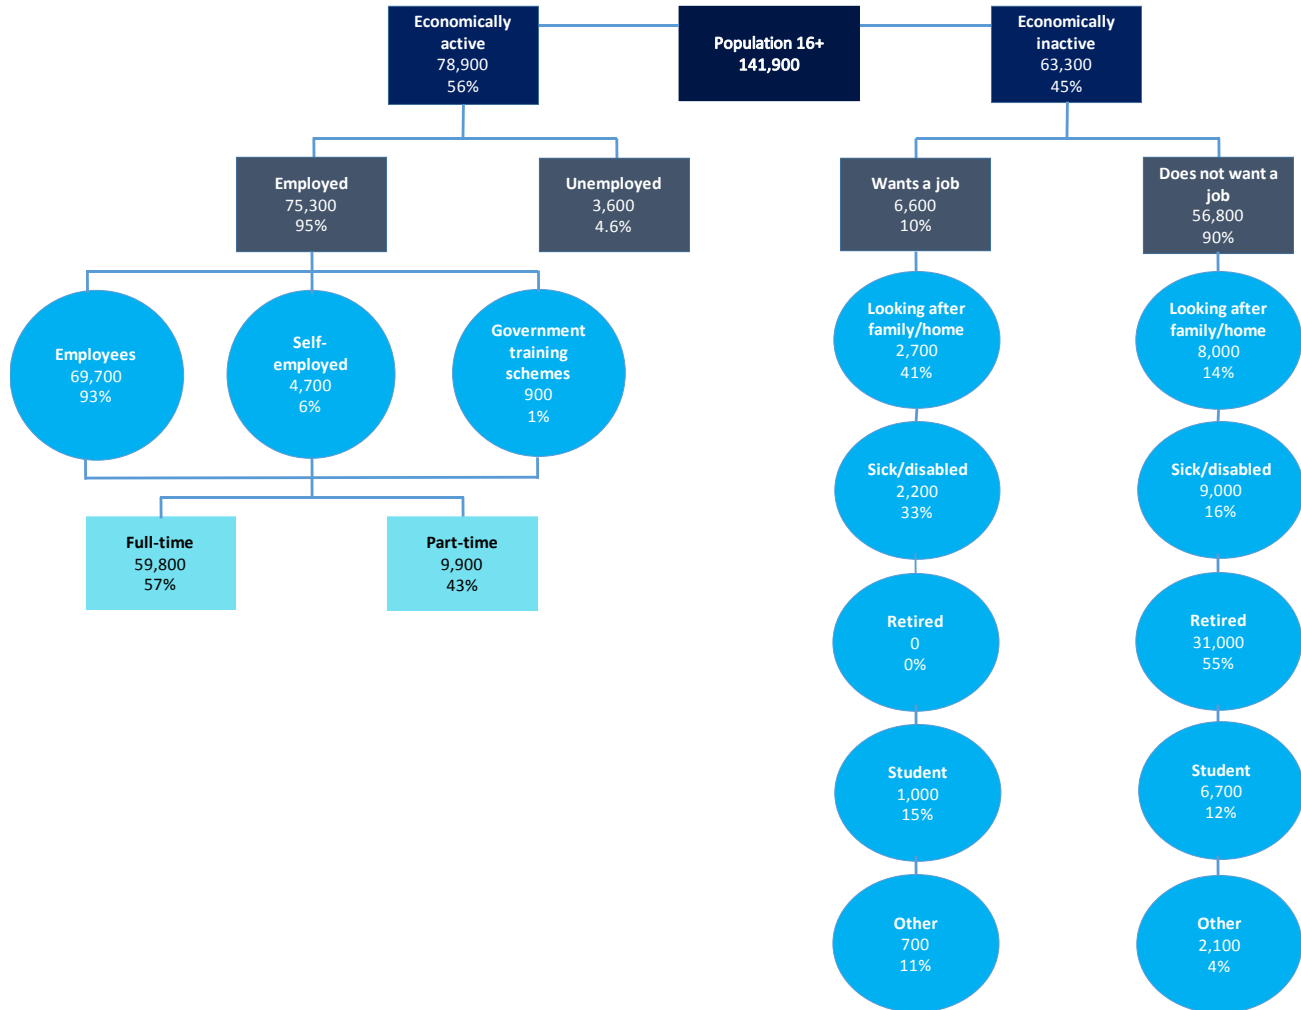 Economically
active
78,900
56%
Population 16+
141,900
Economically
inactive
63,300
45%
Employed
75,300
95%
Unemployed
3,600
4.6%
Wants a job
6,600
10%
Does not want a
job
56,800
90%
Employees
69,700
93%
Self-
employed
4,700
6%
Government
training
schemes
900
1%
Full-time
59,800
57%
Part-time
9,900
43%
Looking after
family/home
2,700
41%
Sick/disabled
2,200
33%
Retired
0
0%
Student
1,000
15%
Other
700
11%
Looking after
family/home
8,000
14%
Sick/disabled
9,000
16%
Retired
31,000
55%
Student
6,700
12%
Other
2,100
4%